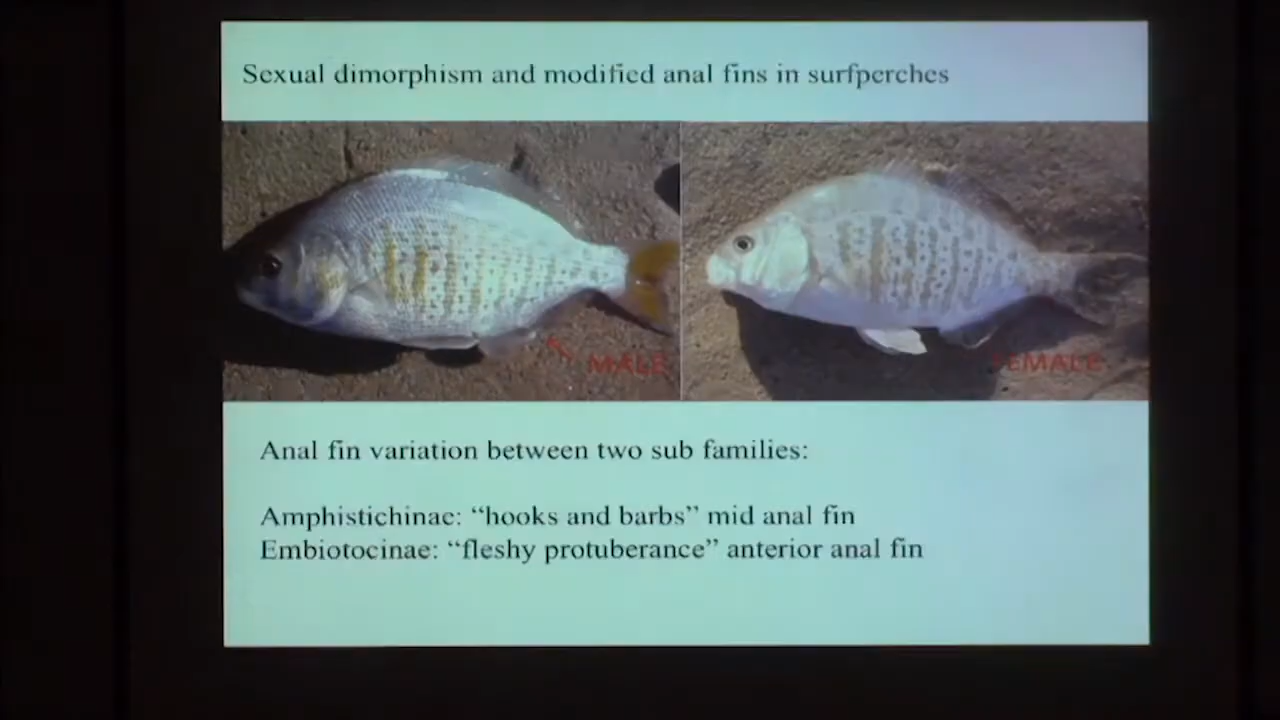 Sexual dimorphism and modified anal fins in surfperches
MALE
FEMALE
Anal fin variation between two sub families:
Amphistichinae: “hooks and barbs” mid anal fin
Embiotocinae: “fleshy protuberance” anterior anal fin